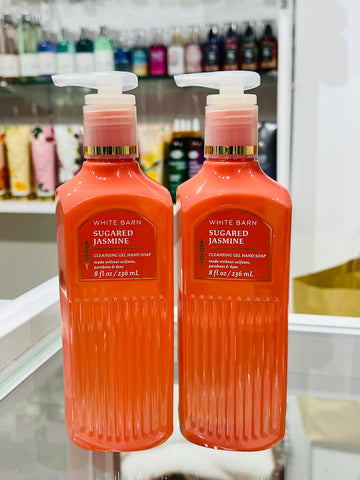 WHITE BARN
SUGARED
JASMINE
CLEANSING GEL HAND SOAP
made without sulfates,
parabens & dyes
8 fl oz / 236 mL
WHITE BARN
SUGARED
JASMINE
CLEANSING GEL HAND SOAP
made without sulfates,
parabens & dyes
8 fl oz / 236 mL